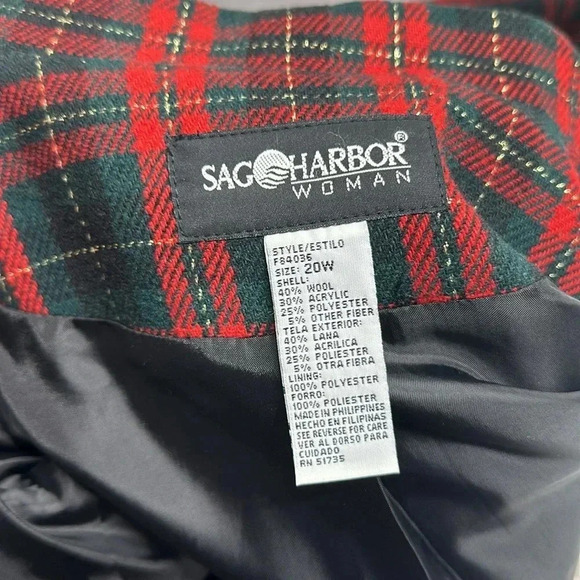 SAG HARBOR®
WOMAN
STYLE/ESTILO
F84036
SIZE: 20W
SHELL:
40% WOOL
30% ACRYLIC
25% POLYESTER
5% OTHER FIBER
TELA EXTERIOR:
40% LANA
30% ACRILICA
25% POLIESTER
5% OTRA FIBRA
LINING:
100% POLYESTER
FORRO:
100% POLIESTER
MADE IN PHILIPPINES
HECHO EN FILIPINAS
SEE REVERSE FOR CARE
VER AL DORSO PARA
CUIDADO
RN 51735